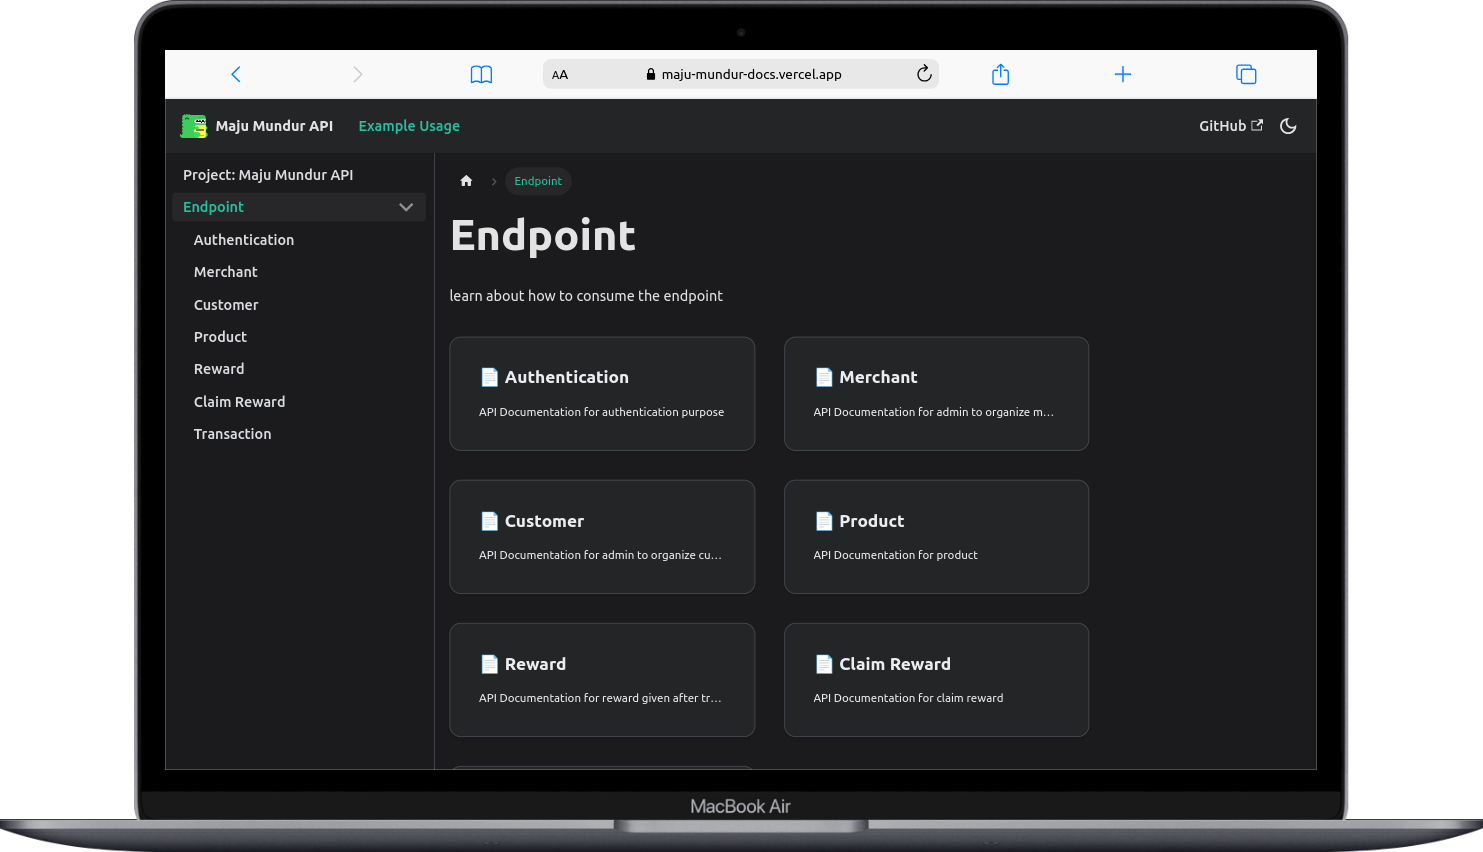 AA maju-mundur-docs.vercel.app
Maju Mundur API Example Usage GitHub
Project: Maju Mundur API
Endpoint
Authentication
Merchant
Customer
Product
Reward
Claim Reward
Transaction
Endpoint
Endpoint
learn about how to consume the endpoint
Authentication
API Documentation for authentication purpose
Merchant
API Documentation for admin to organize m...
Customer
API Documentation for admin to organize cu...
Product
API Documentation for product
Reward
API Documentation for reward given after tr...
Claim Reward
API Documentation for claim reward
MacBook Air